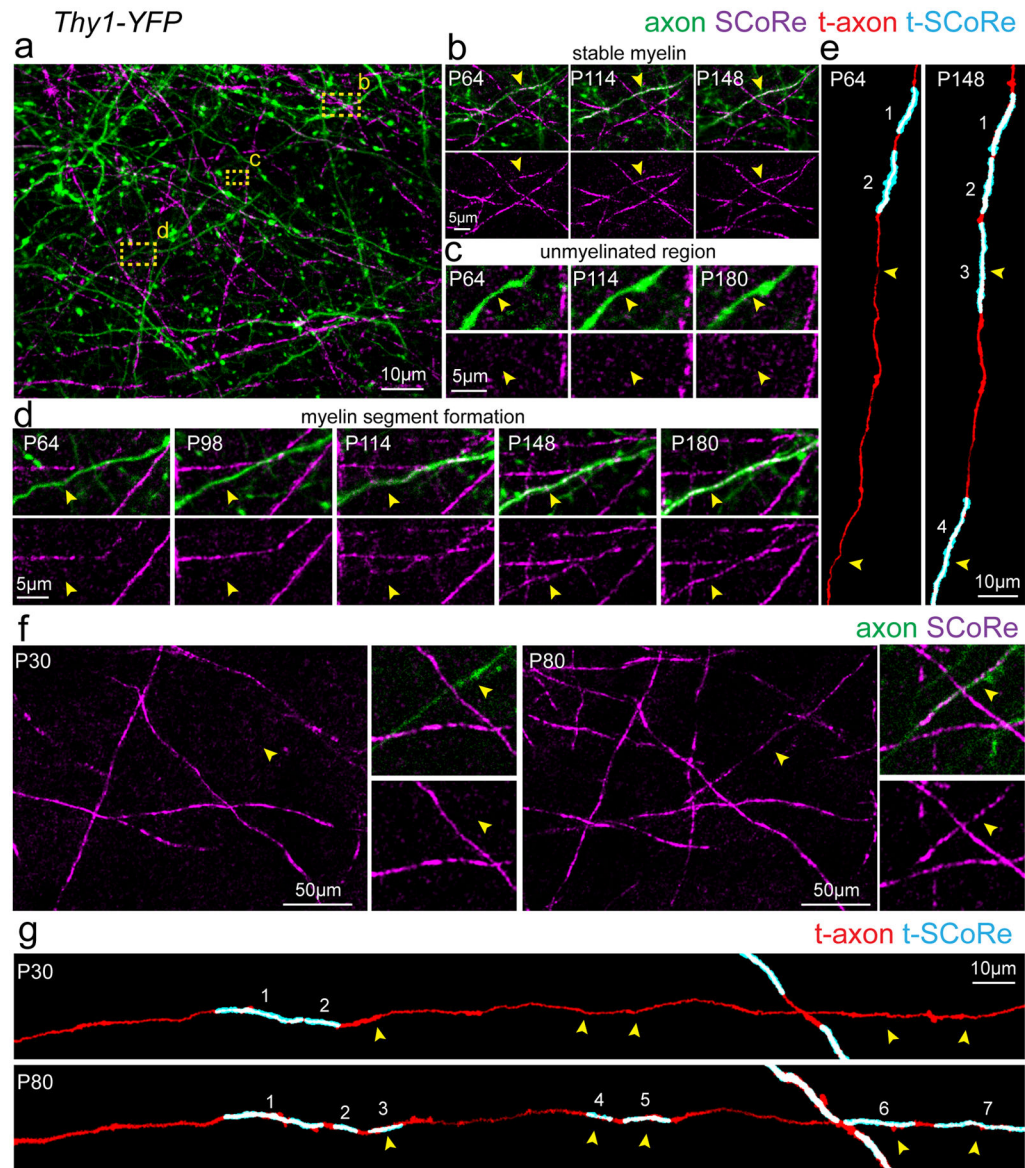 Thy1-YFP
axon SCoRe t-axon t-SCoRe
a
b
c
d
10µm
b
stable myelin
P64 P114 P148
5µm
c
unmyelinated region
P64 P114 P180
5µm
d
myelin segment formation
P64 P98 P114 P148 P180
5µm
e
P64 P148
1 1
2 2
3
4
10µm
f
axon SCoRe
P30 P80
50µm 50µm
g
t-axon t-SCoRe
P30
10µm
1 2
P80
1 2 3 4 5 6 7